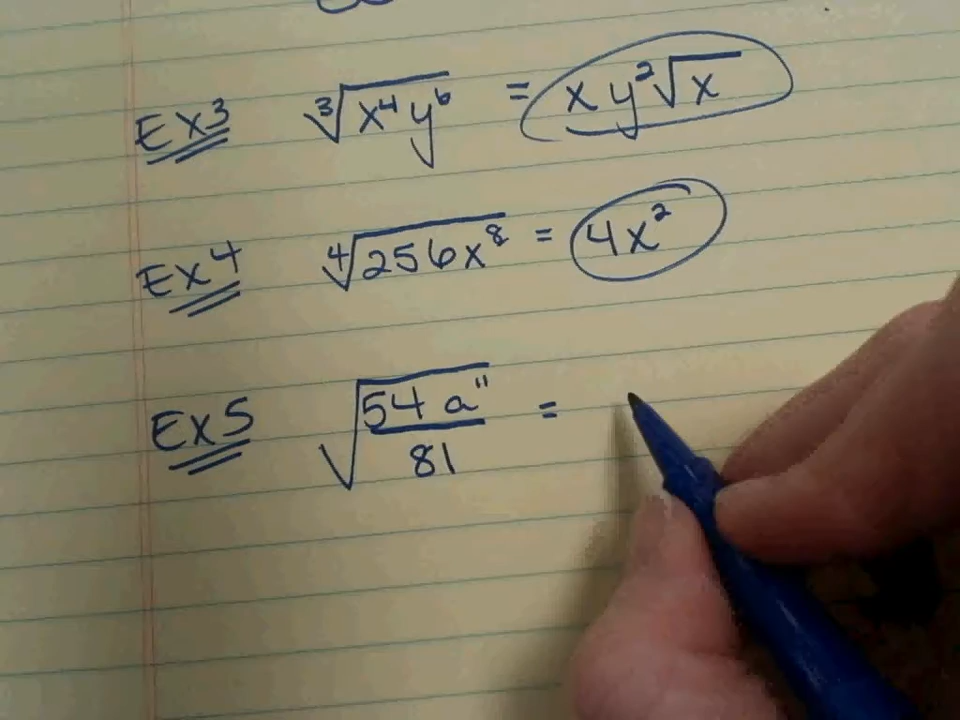 Ex3 ∛(x⁴y⁶) = xy²√x
Ex4 ∜(256x⁸) = 4x²
Ex5 √(54a¹¹/81) =